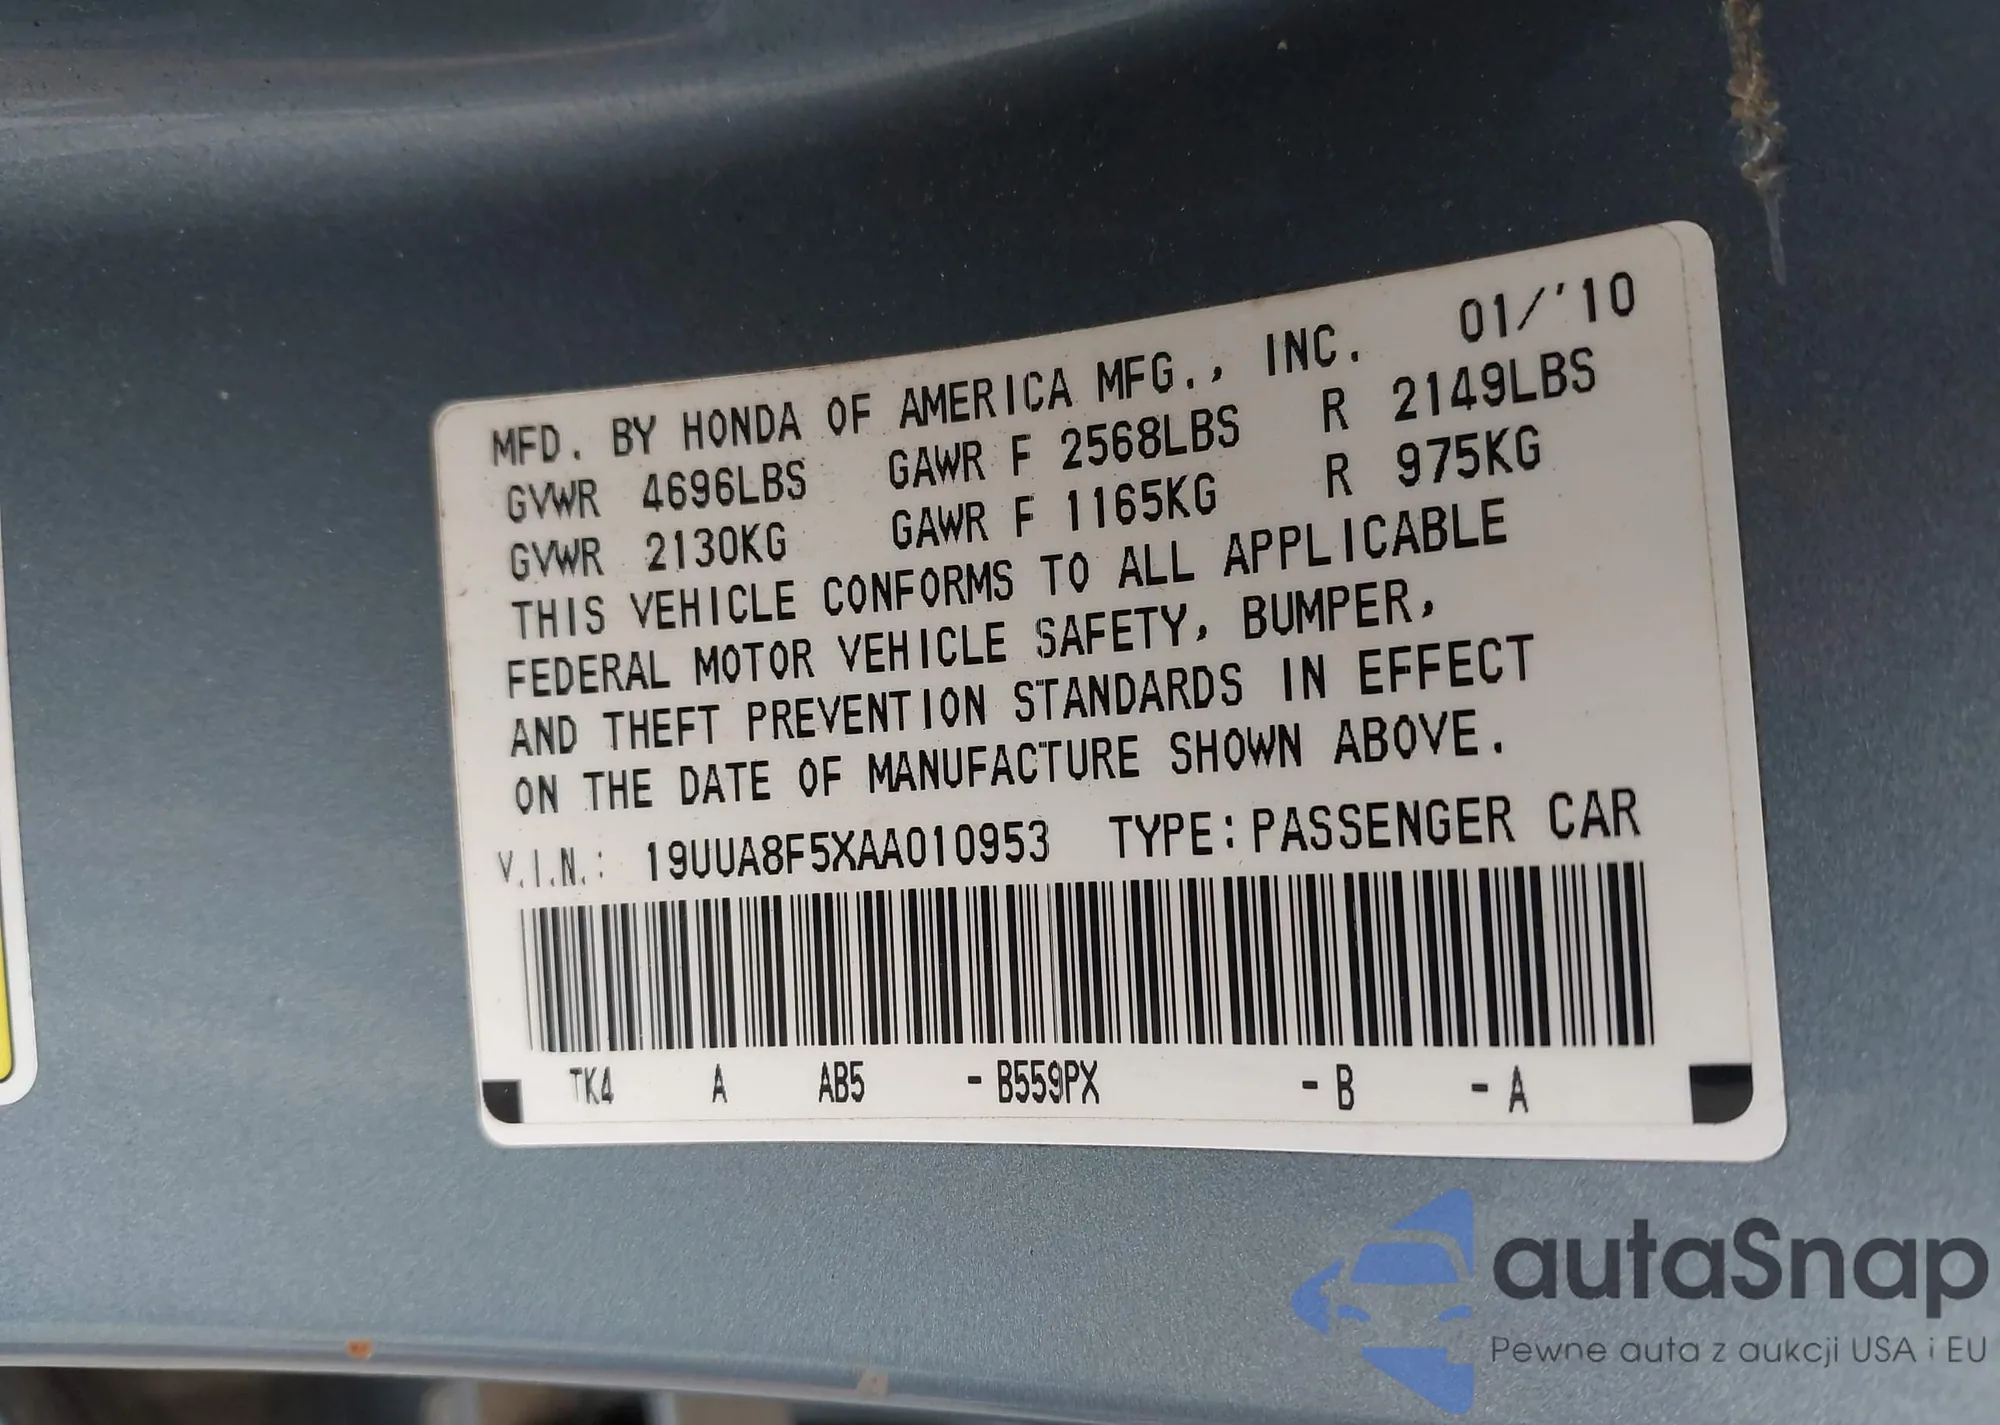 MFD. BY HONDA OF AMERICA MFG., INC. 01/'10
GVWR 4696LBS GAWR F 2568LBS R 2149LBS
GVWR 2130KG GAWR F 1165KG R 975KG
THIS VEHICLE CONFORMS TO ALL APPLICABLE
FEDERAL MOTOR VEHICLE SAFETY, BUMPER,
AND THEFT PREVENTION STANDARDS IN EFFECT
ON THE DATE OF MANUFACTURE SHOWN ABOVE.
V.I.N.: 19UUA8F5XAA010953 TYPE:PASSENGER CAR
TK4 A AB5 -B559PX -B -A
autaSnap
Pewne auta z aukcji USA i EU